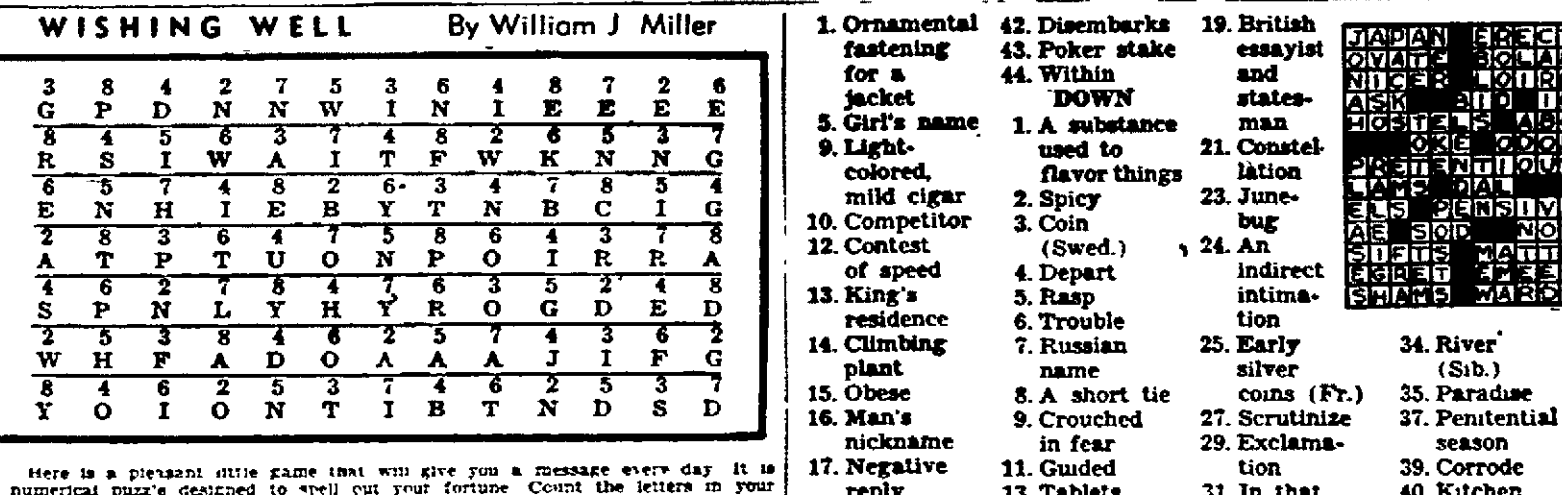 WISHING WELL By William J Miller
3 8 4 2 7 5 3 6 4 8 7 2 6
G P D N N W I N I E E E E
8 4 5 6 3 7 4 8 2 6 5 3 7
R S I W A I T F W K N N G
6 5 7 4 8 2 6 3 4 7 8 5 4
E N H I E B Y T N B C I G
2 8 3 6 4 7 5 8 6 4 3 7 8
A T P T U O N P O I R R A
4 6 2 7 8 4 7 6 3 5 2 4 8
S P N L Y H Y R O G D E D
2 5 3 8 4 6 2 5 7 4 3 6 2
W H F A D O A A A J I F G
8 4 6 2 5 3 7 4 6 2 5 3 7
Y O I O N T I B T N D S D
Here is a pleasant little game that will give you a message every day It is
numerical puzzle designed to spell out your fortune Count the letters in your
1. Ornamental
fastening
for a
jacket
5. Girl's name
9. Light-
colored,
mild cigar
10. Competitor
12. Contest
of speed
13. King's
residence
14. Climbing
plant
15. Obese
16. Man's
nickname
17. Negative
reply
42. Disembarks
43. Poker stake
44. Within
DOWN
1. A substance
used to
flavor things
2. Spicy
3. Coin
(Swed.)
4. Depart
5. Rasp
6. Trouble
7. Russian
name
8. A short tie
9. Crouched
in fear
11. Guided
13. Tablets
19. British
essayist
and
states-
man
21. Constel-
lation
23. June-
bug
24. An
indirect
intima-
tion
25. Early
silver
coins (Fr.)
27. Scrutinize
29. Exclama-
tion
31. In that
JAPAN EREC
OVATE BOLA
NICER LOIR
ASK AID I
HOSTELS AB
OKE ODO
PRETENTIOU
LAMS DAL
ELS PENSIV
AE SOD NO
SIFTS MATT
EGRET EMEE
SHAMS WARD
34. River
(Sib.)
35. Paradise
37. Penitential
season
39. Corrode
40. Kitchen